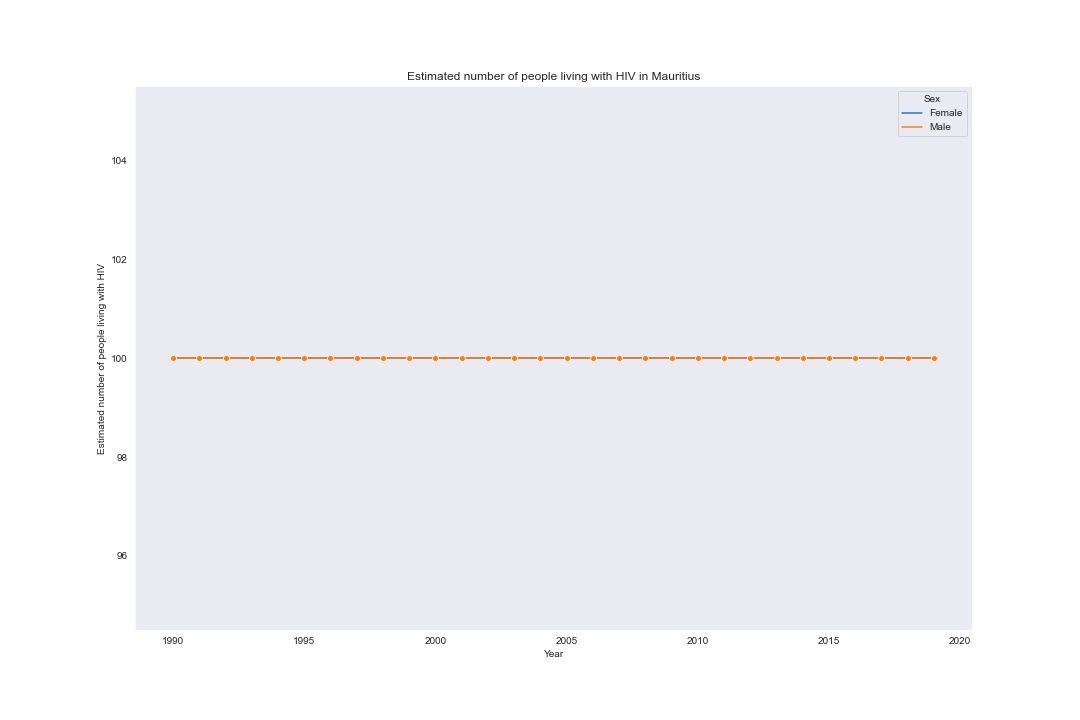 Estimated number of people living with HIV in Mauritius
Sex
Female
Male
Estimated number of people living with HIV
104
102
100
98
96
1990
1995
2000
2005
2010
2015
2020
Year